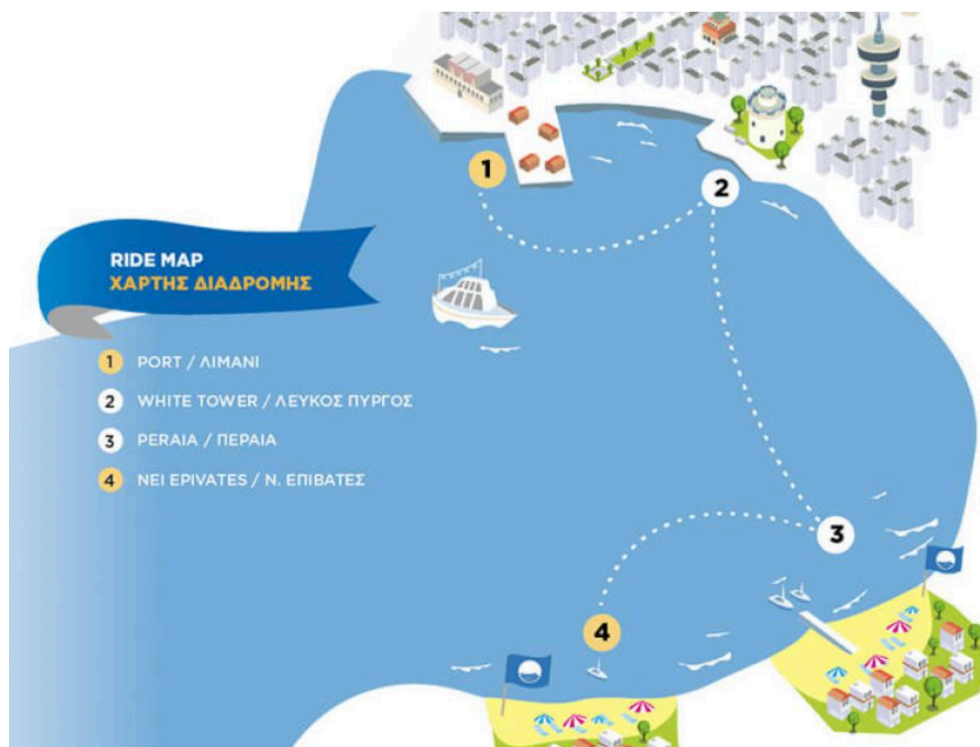 RIDE MAP
ΧΑΡΤΗΣ ΔΙΑΔΡΟΜΗΣ
1 PORT / ΛΙΜΑΝΙ
2 WHITE TOWER / ΛΕΥΚΟΣ ΠΥΡΓΟΣ
3 PERAIA / ΠΕΡΑΙΑ
4 NEI EPIVATES / Ν. ΕΠΙΒΑΤΕΣ
1
2
3
4